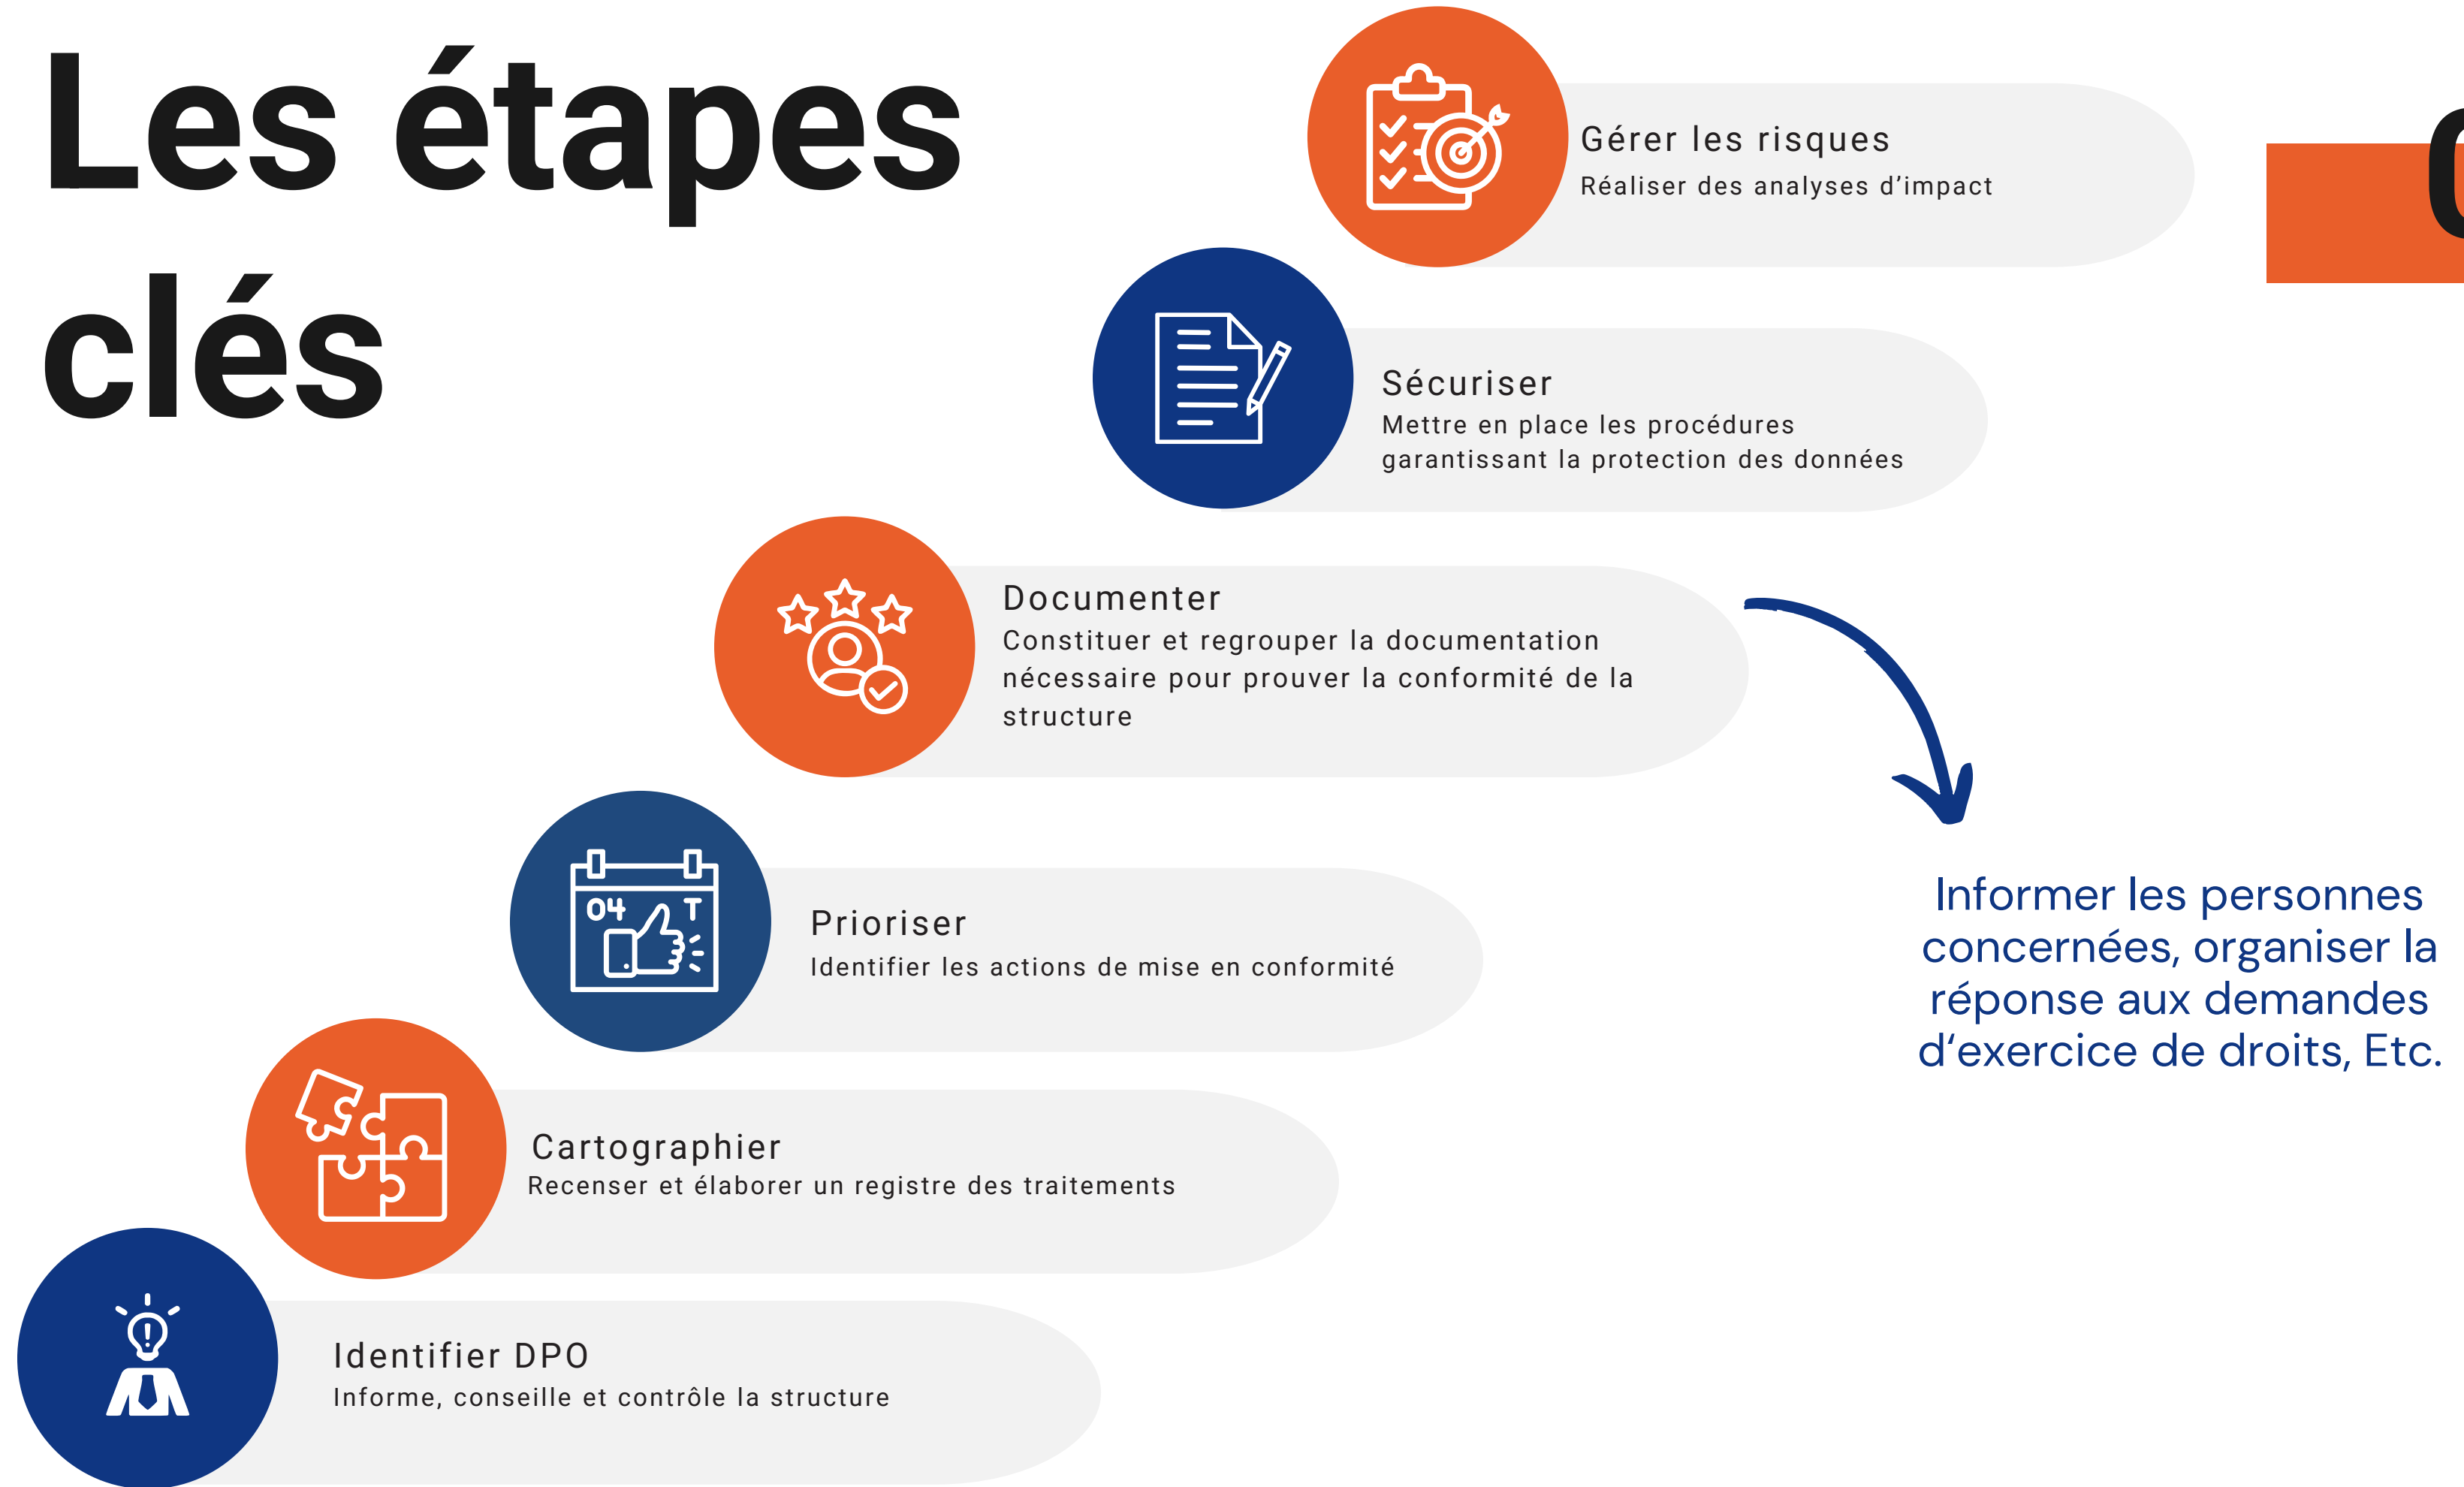 Les étapes
clés
Gérer les risques
Réaliser des analyses d’impact
Sécuriser
Mettre en place les procédures
garantissant la protection des données
Documenter
Constituer et regrouper la documentation
nécessaire pour prouver la conformité de la
structure
04 T
Prioriser
Identifier les actions de mise en conformité
Informer les personnes
concernées, organiser la
réponse aux demandes
d‘exercice de droits, Etc.
Cartographier
Recenser et élaborer un registre des traitements
Identifier DPO
Informe, conseille et contrôle la structure